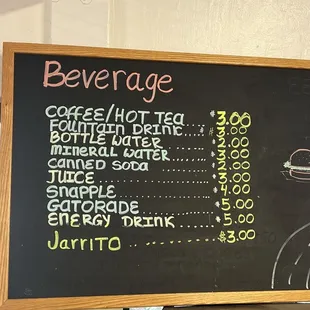 Beverage
COFFEE/HOT TEA....$3.00
FOUNTAIN DRINK....$3.00
BOTTLE WATER........2.00
MINERAL WATER........3.00
CANNED SODA........2.00
JUICE........3.00
SNAPPLE........4.00
GATORADE........5.00
ENERGY DRINK........5.00
JARRITO........$3.00